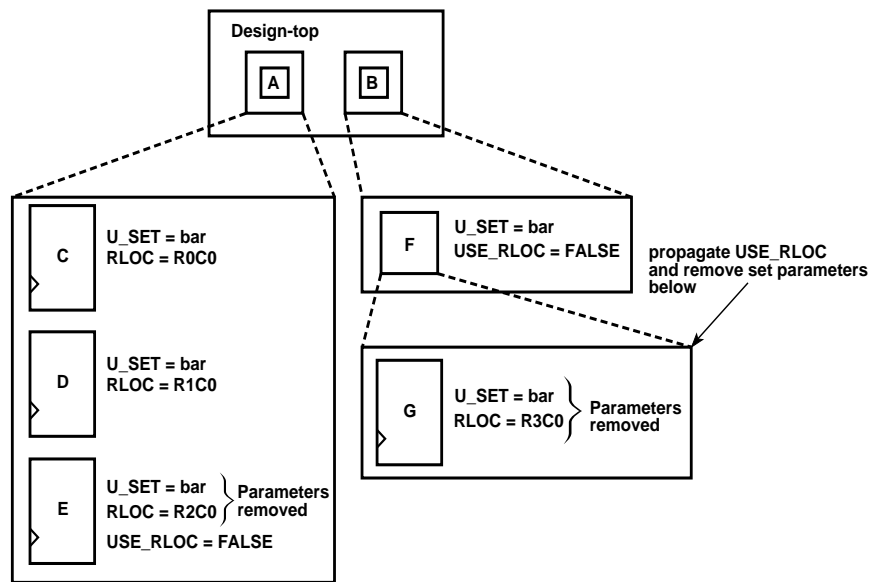 Design-top
A
B
C
U_SET = bar
RLOC = R0C0
D
U_SET = bar
RLOC = R1C0
E
U_SET = bar
RLOC = R2C0
Parameters
removed
USE_RLOC = FALSE
F
U_SET = bar
USE_RLOC = FALSE
propagate USE_RLOC
and remove set parameters
below
G
U_SET = bar
RLOC = R3C0
Parameters
removed